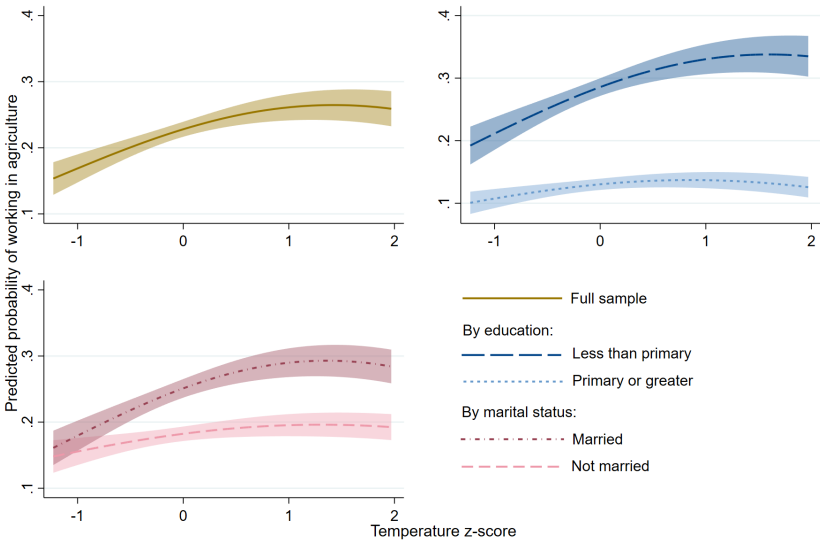 Predicted probability of working in agriculture
.4
.3
.2
.1
-1 0 1 2
.4
.3
.2
.1
-1 0 1 2
.4
.3
.2
.1
-1 0 1 2
Full sample
By education:
Less than primary
Primary or greater
By marital status:
Married
Not married
Temperature z-score